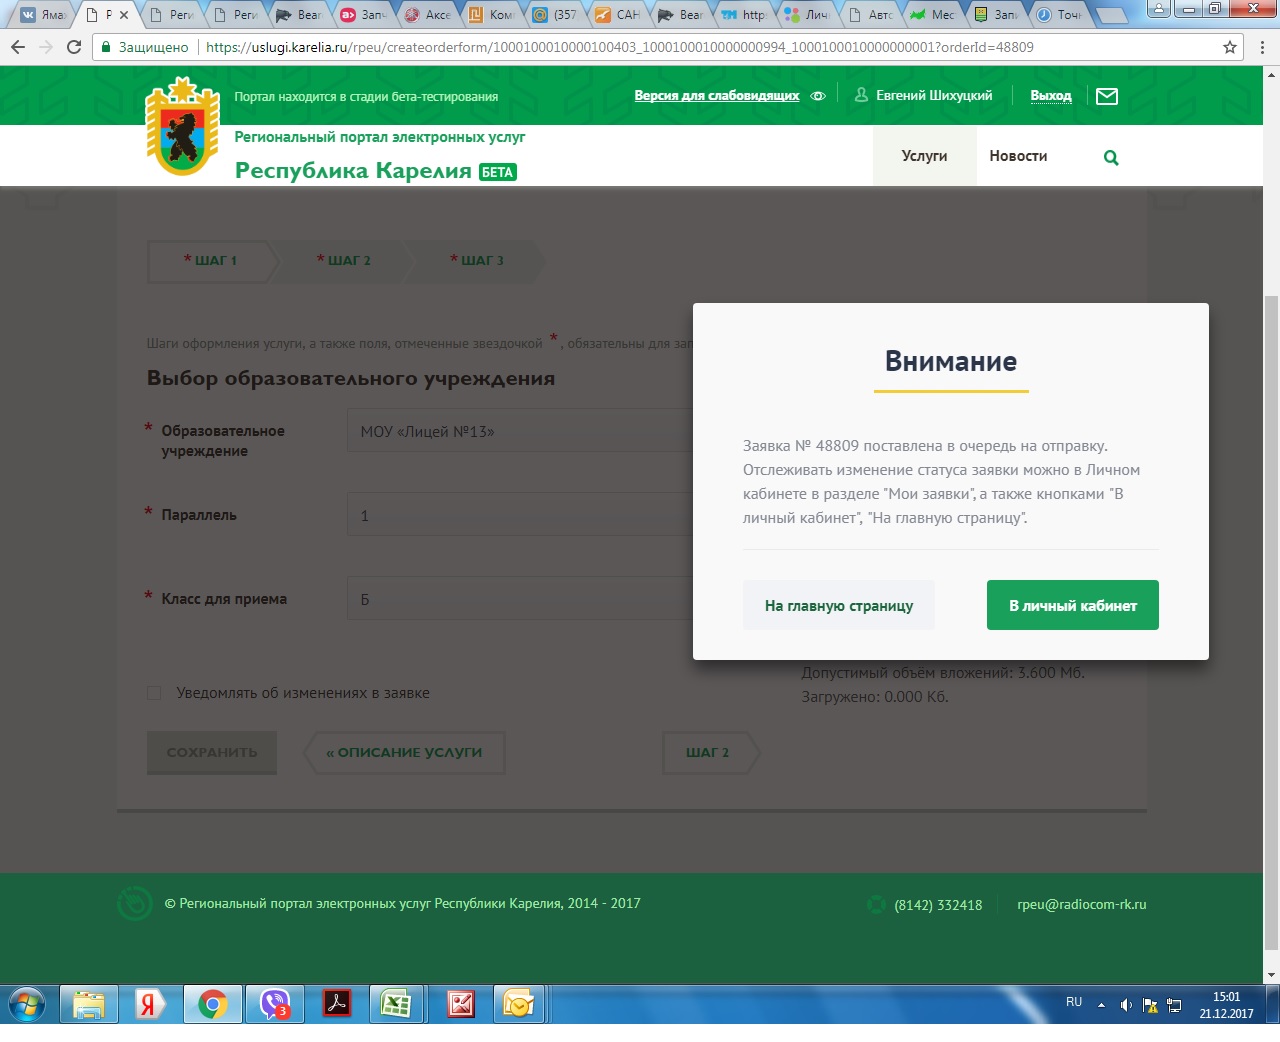 Яма
Р
Реги
Реги
Bear
Запч
Аксе
Ком
(357
САН
Bear
http:
Личн
Авто
Мес
Запи
Точн
Защищено
https://uslugi.karelia.ru/rpeu/createorderform/1000100010000100403_1000100010000000994_1000100010000000001?orderId=48809
Портал находится в стадии бета-тестирования
Версия для слабовидящих
Евгений Шихуцкий
Выход
Региональный портал электронных услуг
Республика Карелия БЕТА
Услуги
Новости
* ШАГ 1
* ШАГ 2
* ШАГ 3
Шаги оформления услуги, а также поля, отмеченные звездочкой *, обязательны для зап
Выбор образовательного учреждения
* Образовательное
учреждение
МОУ «Лицей №13»
* Параллель
1
* Класс для приема
Б
Внимание
Заявка № 48809 поставлена в очередь на отправку.
Отслеживать изменение статуса заявки можно в Личном
кабинете в разделе "Мои заявки", а также кнопками "В
личный кабинет", "На главную страницу".
На главную страницу
В личный кабинет
Допустимый объём вложений: 3.600 Мб.
Загружено: 0.000 Кб.
Уведомлять об изменениях в заявке
СОХРАНИТЬ
« ОПИСАНИЕ УСЛУГИ
ШАГ 2
© Региональный портал электронных услуг Республики Карелия, 2014 - 2017
(8142) 332418
rpeu@radiocom-rk.ru
3
RU
15:01
21.12.2017